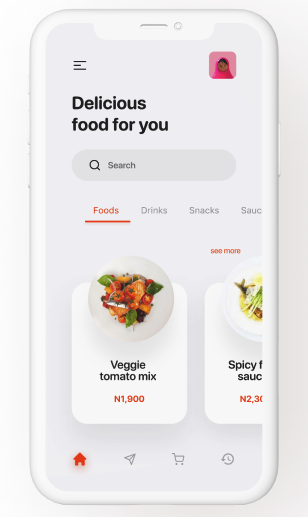 Delicious
food for you
Search
Foods Drinks Snacks Sauc
see more
Veggie
tomato mix
N1,900
Spicy f
sauc
N2,30